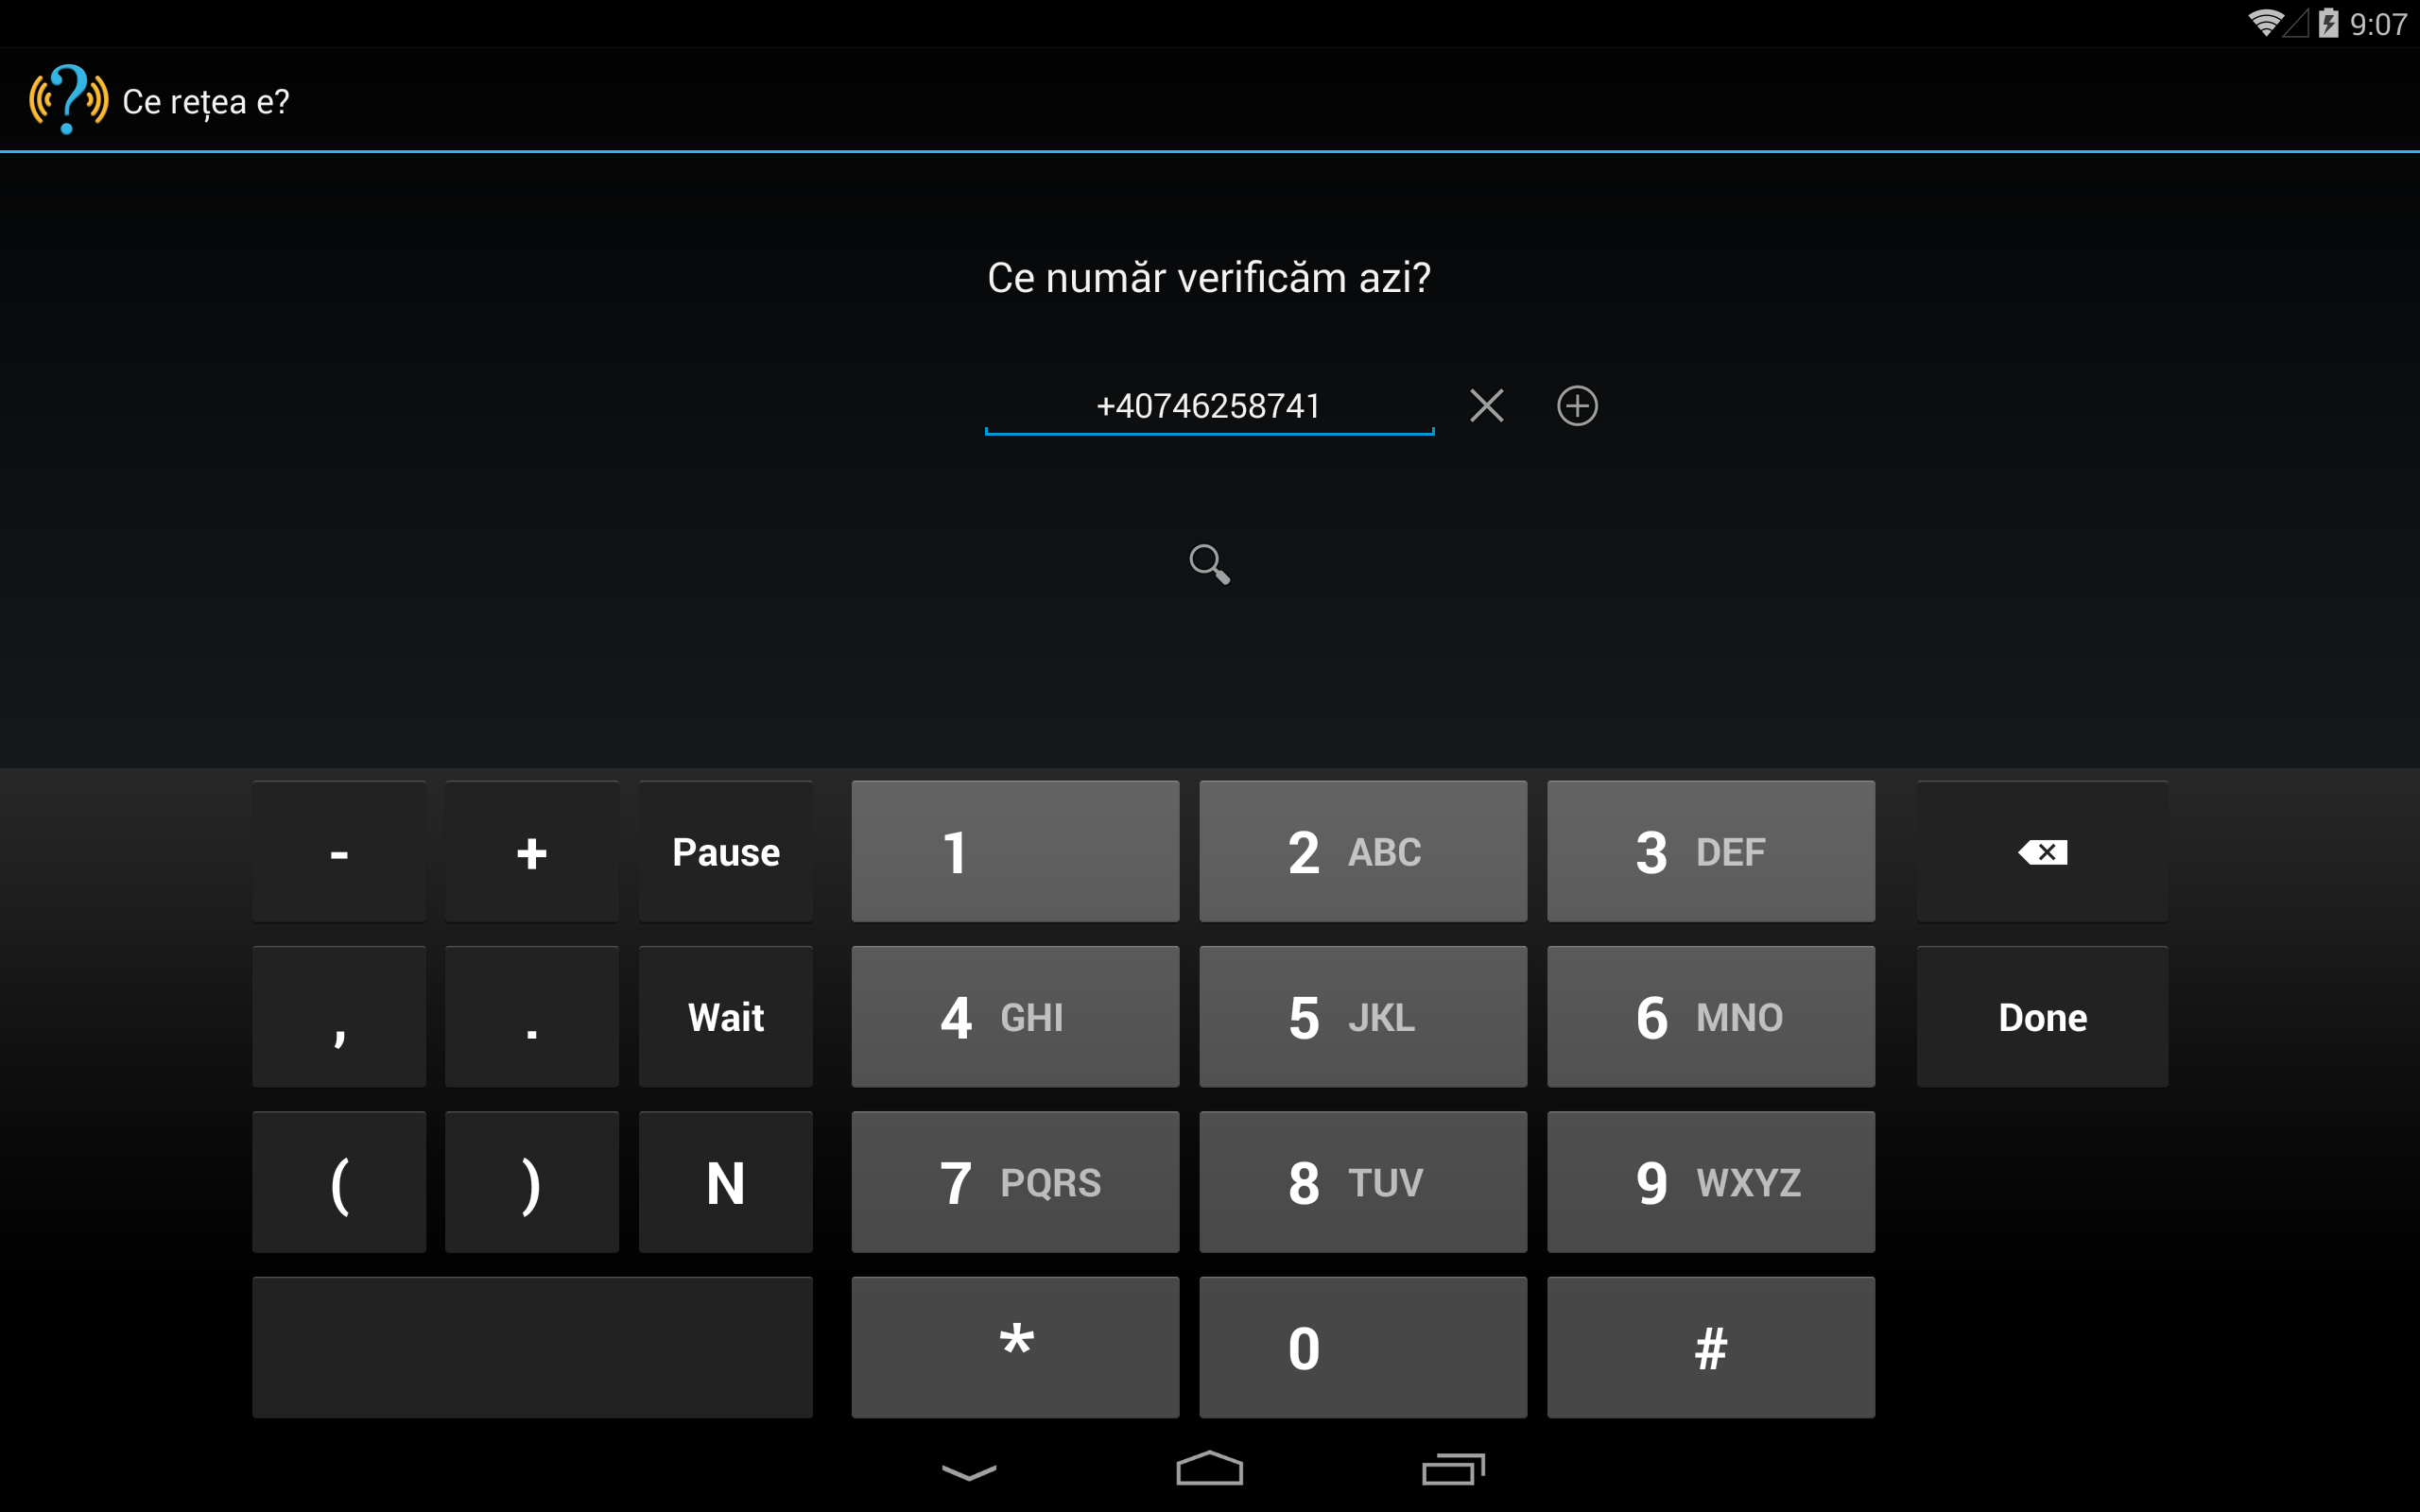 9:07
Ce rețea e?
Ce număr verificăm azi?
+40746258741
- + Pause 1 2 ABC 3 DEF
, . Wait 4 GHI 5 JKL 6 MNO Done
( ) N 7 PQRS 8 TUV 9 WXYZ
* 0 #